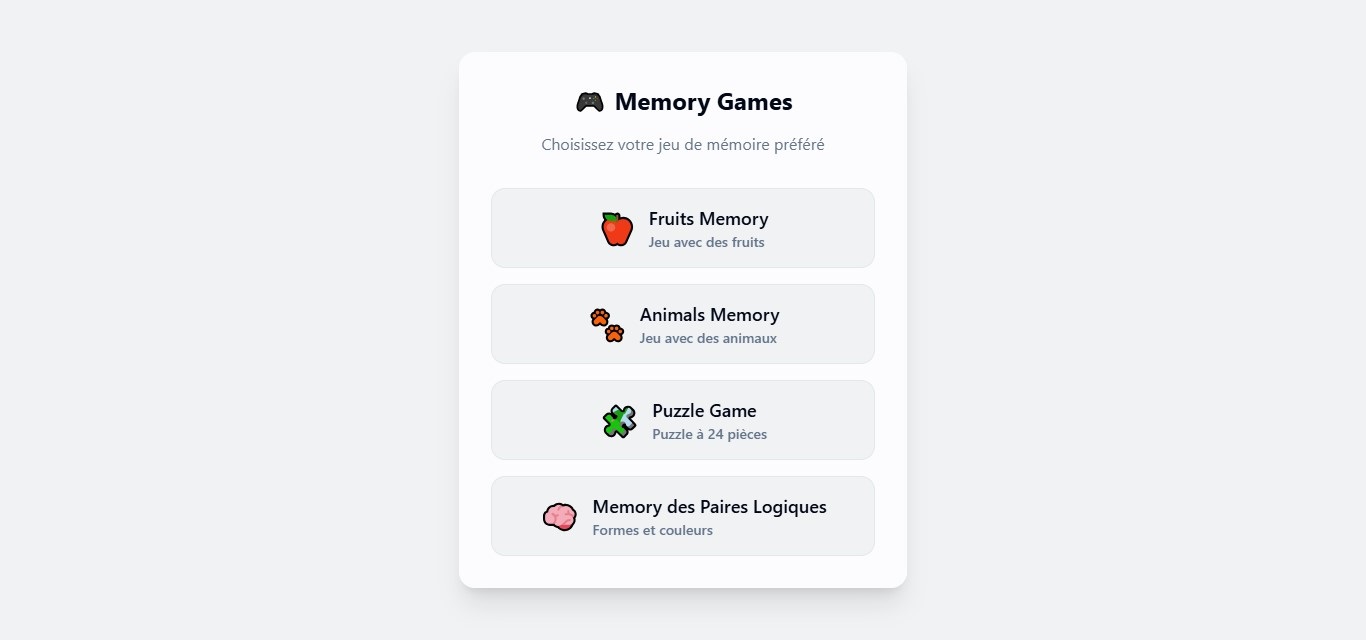 Memory Games
Choisissez votre jeu de mémoire préféré
Fruits Memory
Jeu avec des fruits
Animals Memory
Jeu avec des animaux
Puzzle Game
Puzzle à 24 pièces
Memory des Paires Logiques
Formes et couleurs